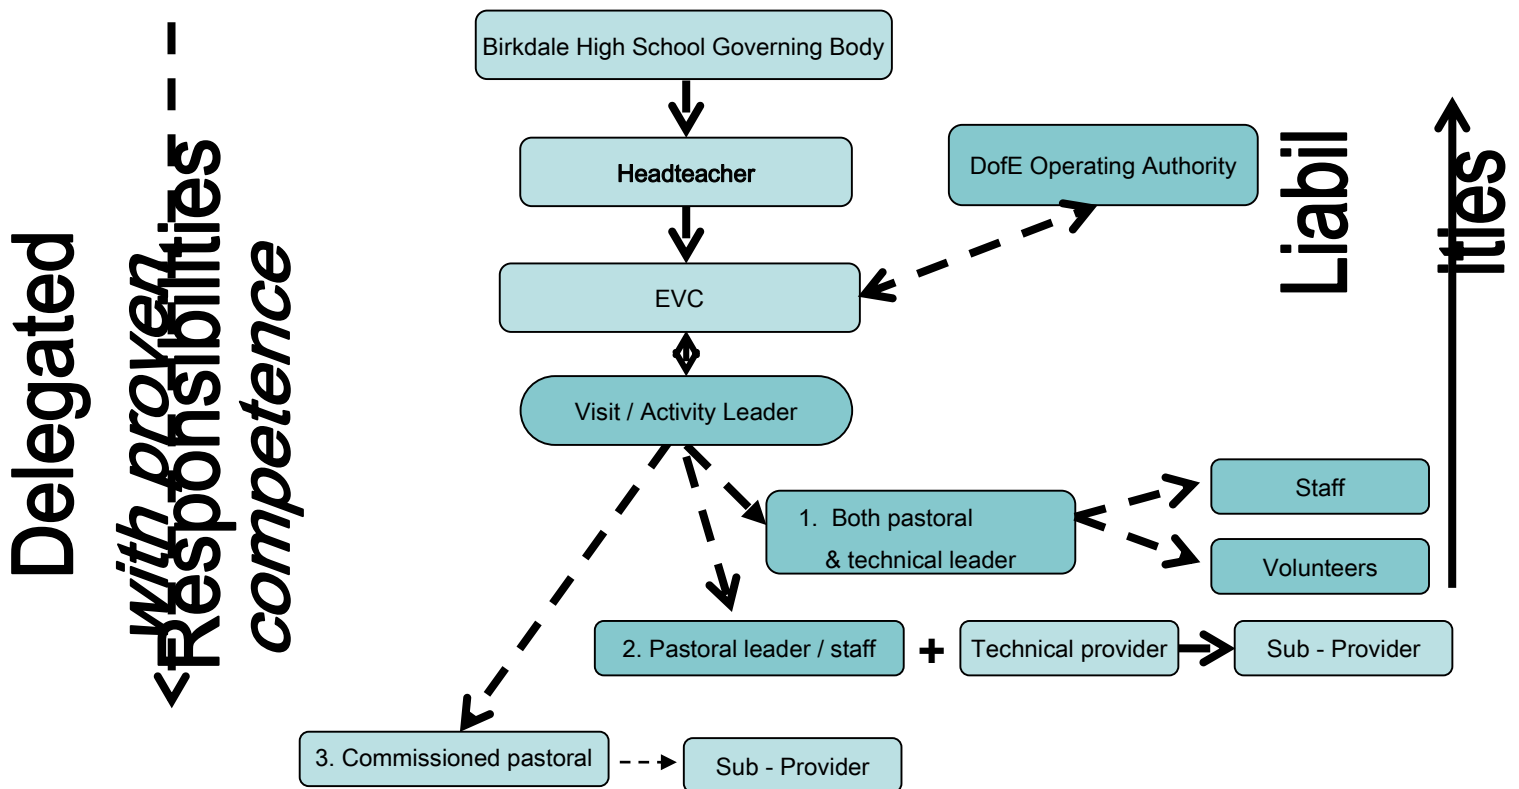 Birkdale High School Governing Body
Headteacher
DofE Operating Authority
EVC
Visit / Activity Leader
1. Both pastoral
& technical leader
Staff
Volunteers
2. Pastoral leader / staff
+
Technical provider
Sub - Provider
3. Commissioned pastoral
Sub - Provider
Delegated
Responsibilities
with proven
competence
Liabil
ities